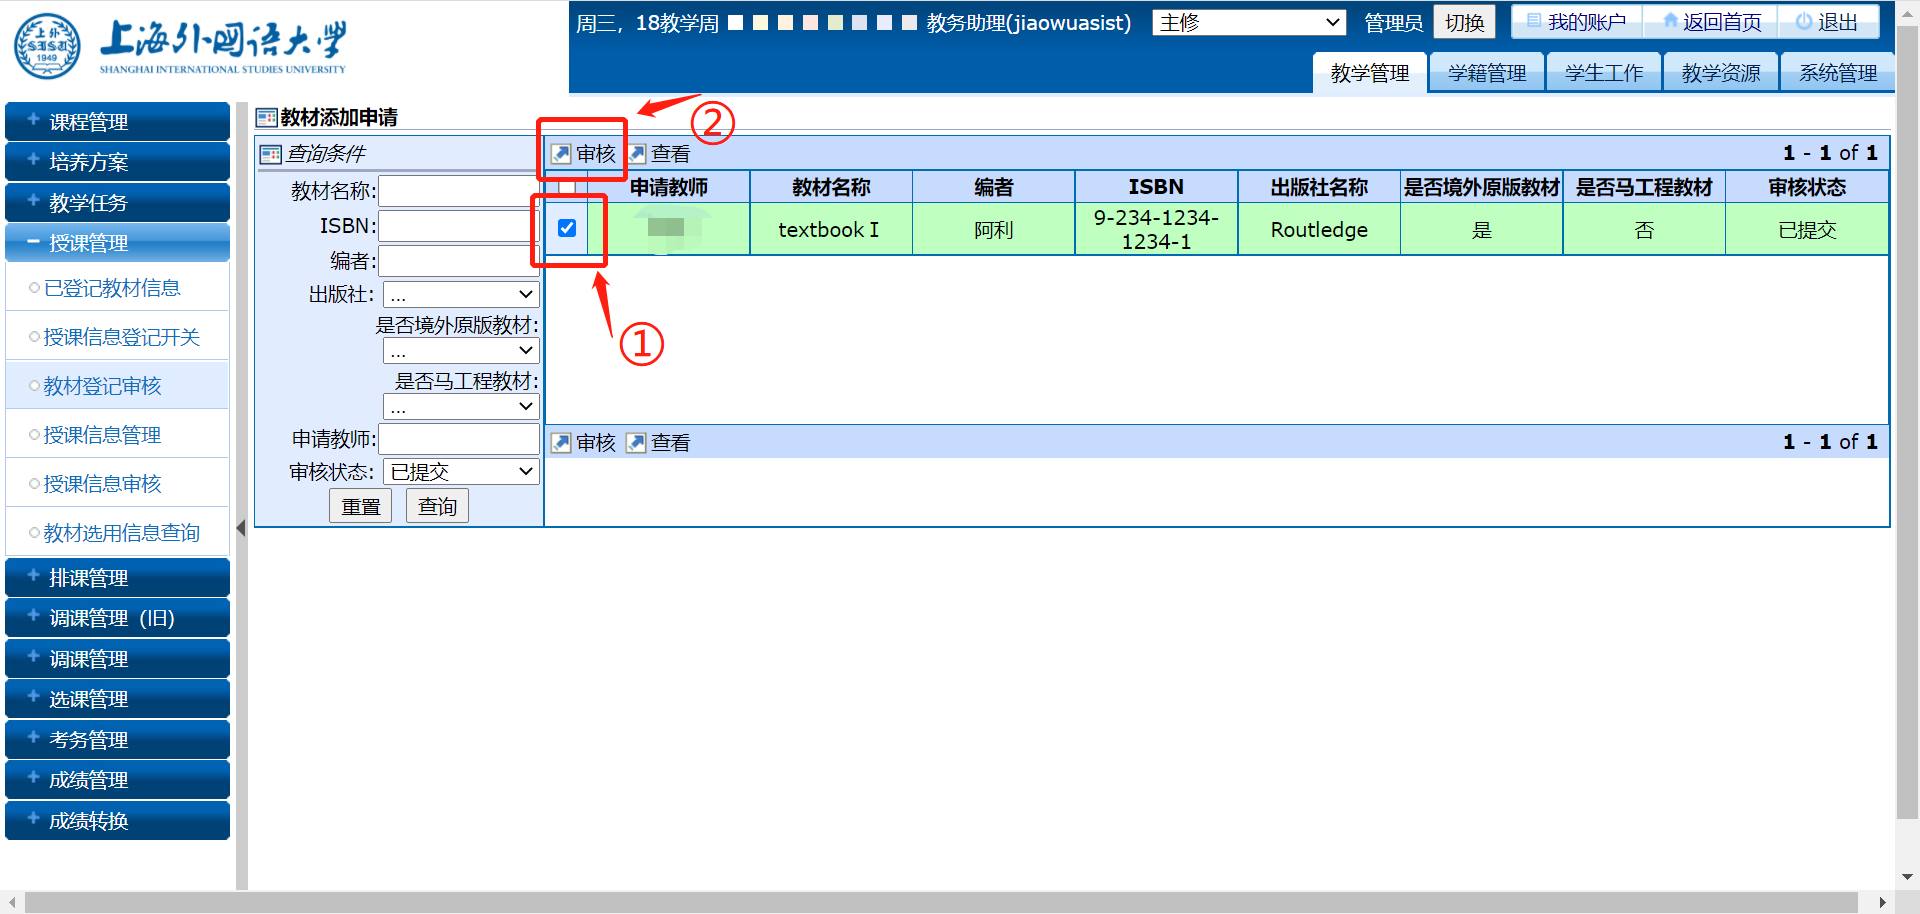 上海外国语大学
SHANGHAI INTERNATIONAL STUDIES UNIVERSITY
上外
SISU
1949
周三，18教学周 教务助理(jiaowuasist) 主修 管理员 切换 我的账户 返回首页 退出
教学管理 学籍管理 学生工作 教学资源 系统管理
课程管理
培养方案
教学任务
授课管理
已登记教材信息
授课信息登记开关
教材登记审核
授课信息管理
授课信息审核
教材选用信息查询
排课管理
调课管理（旧）
调课管理
选课管理
考务管理
成绩管理
成绩转换
教材添加申请
②
查询条件
教材名称:
ISBN:
编者:
出版社: ...
是否境外原版教材:
...
是否马工程教材:
...
申请教师:
审核状态: 已提交
重置 查询
审核 查看 1 - 1 of 1
申请教师 教材名称 编者 ISBN 出版社名称 是否境外原版教材 是否马工程教材 审核状态
textbook I 阿利 9-234-1234-1234-1 Routledge 是 否 已提交
①
审核 查看 1 - 1 of 1